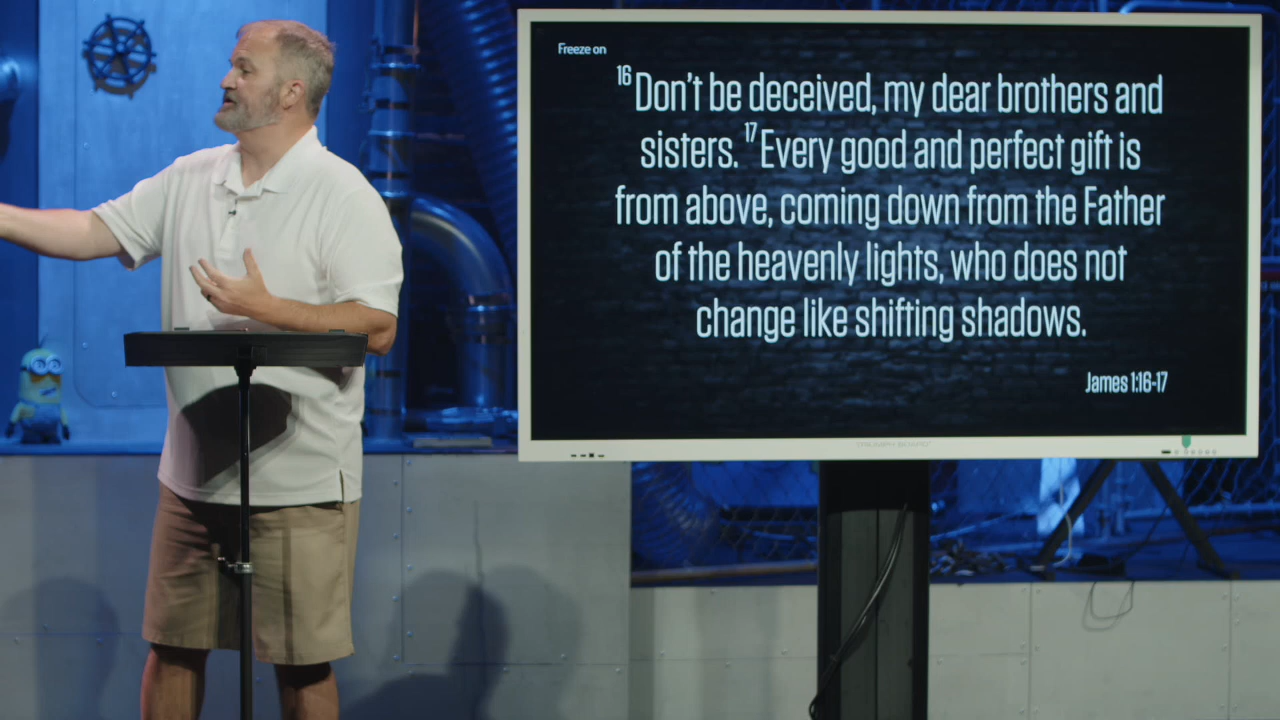 Freeze on
16 Don't be deceived, my dear brothers and
sisters. 17 Every good and perfect gift is
from above, coming down from the Father
of the heavenly lights, who does not
change like shifting shadows.
James 1:16-17